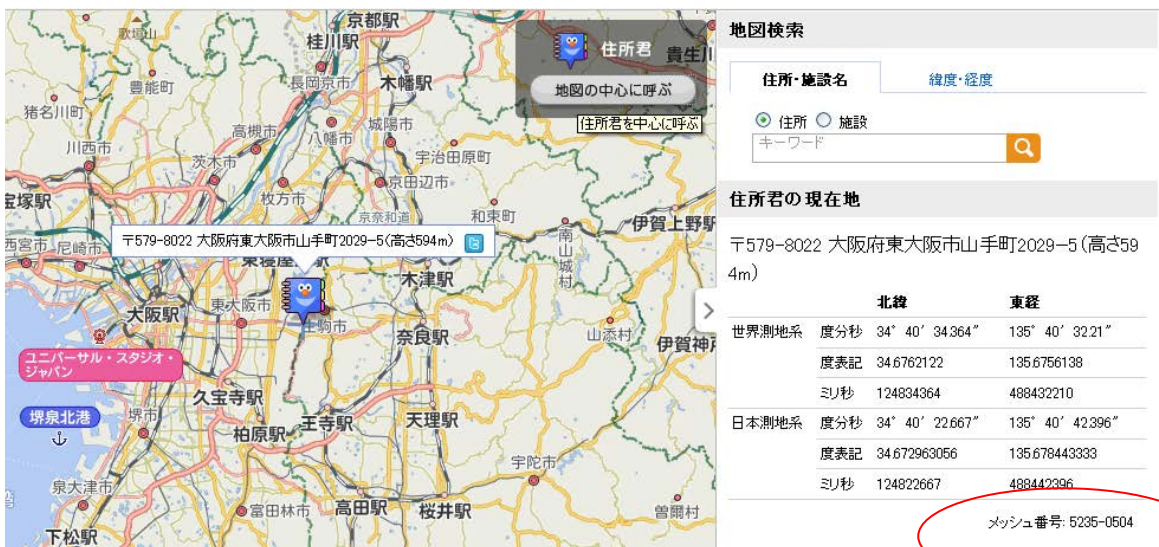 京都駅
歌垣山
桂川駅
住所君
貴生川
豊能町
長岡京市
木幡駅
地図の中心に呼ぶ
住所君を中心に呼ぶ
猪名川町
高槻市
八幡市
城陽市
川西市
茨木市
宇治田原町
京田辺市
宝塚駅
枚方市
京奈和道
和束町
伊賀上野駅
〒579-8022 大阪府東大阪市山手町2029−5(高さ594m)
西宮市
尼崎市
南山城村
木津駅
大阪駅
東大阪市
生駒市
奈良駅
山添村
伊賀神戸
ユニバーサル・スタジオ・
ジャパン
久宝寺駅
堺泉北港
堺市
柏原駅
王寺駅
天理駅
宇陀市
泉大津市
富田林市
高田駅
桜井駅
曽爾村
下松駅
地図検索
住所・施設名
緯度・経度
住所 施設
キーワード
住所君の現在地
〒579-8022 大阪府東大阪市山手町2029−5(高さ59
4m)
北緯 東経
世界測地系 度分秒 34° 40′ 34.364″ 135° 40′ 32.21″
度表記 34.6762122 135.6756138
ミリ秒 124834364 488432210
日本測地系 度分秒 34° 40′ 22.667″ 135° 40′ 42.396″
度表記 34.672963056 135.678443333
ミリ秒 124822667 488442396
メッシュ番号: 5235-0504